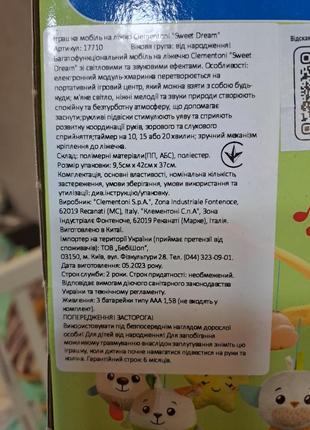 Іграшка мобіль на ліжечко Clementoni "Sweet Dream"
Артикул: 17710 Вікова група: від народження!
Багатофункціональний мобіль на ліжечко Clementoni "Sweet
Dream" зі світловими та звуковими ефектами. Особливості:
електронний модуль-хмаринка перетворюється на
портативний ігровий центр, який можна взяти з собою будь-
куди; м'яке світло, ніжні мелодії та звуки природи створюють
спокійну та безтурботну атмосферу, що допомагає
заснути;рухливі підвіски стимулюють уяву та сприяють
розвитку координації рухів, зорового та слухового
сприйняття;таймер на 10, 15 або 20 хвилин; зручний механізм
кріплення до ліжечка.
Склад: полімерні матеріали(ПП, АБС), поліестер.
Розмір упаковки: 9,5см х 42см х 37см.
Комплектація, основні властивості, номінальна кількість,
застереження, умови зберігання, умови використання та
утилізації: див.інструкцію із використання.
Виробник: "Clementoni S.p.A.", Zona Industriale Fontenoce,
62019 Recanati (MC), Italy. "Клементоні С.п.А", Зона
Індустріале Фонтеноче, 62019 Реканаті (Марке), Італія.
Виготовлено в Китаї.
Імпортер на території України (приймає претензії від
споживачів): ТОВ „БебіШоп",
03150, м. Київ, вул. Фізкультури 28. Тел. (044) 323-09-01.
Дата виготовлення: 05.2023 року.
Строк служби: 2 роки. Строк придатності: необмежений.
Відповідає вимогам діючого санітарного законодавства
України та технічному регламенту.
Живлення: 3 батарейки типу ААА 1,5В (не входять у
комплект).
ПОПЕРЕДЖЕННЯ! ЗАСТОРОГА!
Використовувати під безпосереднім наглядом дорослої
особи! Для дітей від народження! Для запобігання
можливому травмуванню внаслідок заплутування зніміть цю
іграшку, коли дитина почне намагатися підвестися на руки та
коліна. Гарантійний строк: 6 місяців.